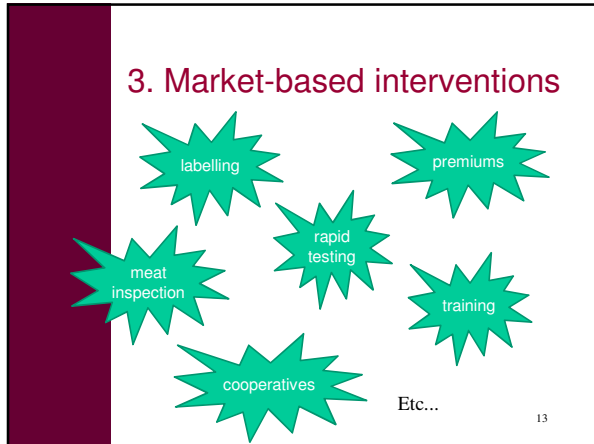 3. Market-based interventions
labelling
premiums
rapid
testing
meat
inspection
training
cooperatives
Etc...
13